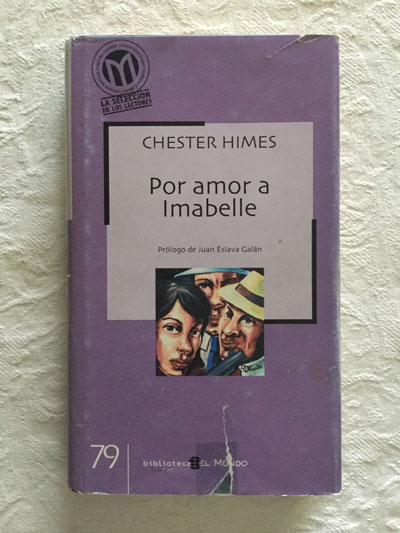 LA SELECCIÓN
DE LOS LECTORES
CHESTER HIMES
Por amor a
Imabelle
Prólogo de Juan Eslava Galán
79
biblioteca EL MUNDO